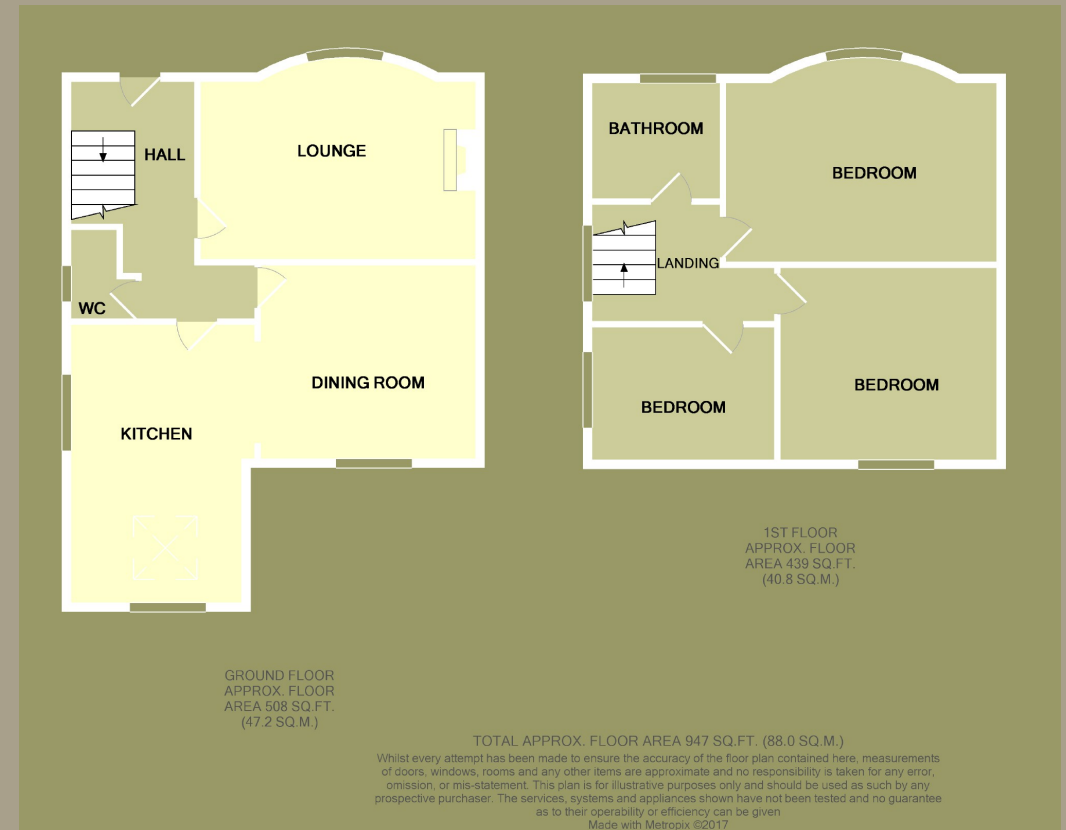 HALL
LOUNGE
WC
DINING ROOM
KITCHEN
BATHROOM
BEDROOM
LANDING
BEDROOM
BEDROOM
GROUND FLOOR
APPROX. FLOOR
AREA 508 SQ.FT.
(47.2 SQ.M.)
1ST FLOOR
APPROX. FLOOR
AREA 439 SQ.FT.
(40.8 SQ.M.)
TOTAL APPROX. FLOOR AREA 947 SQ.FT. (88.0 SQ.M.)
Whilst every attempt has been made to ensure the accuracy of the floor plan contained here, measurements
of doors, windows, rooms and any other items are approximate and no responsibility is taken for any error,
omission, or mis-statement. This plan is for illustrative purposes only and should be used as such by any
prospective purchaser. The services, systems and appliances shown have not been tested and no guarantee
as to their operability or efficiency can be given
Made with Metropix ©2017